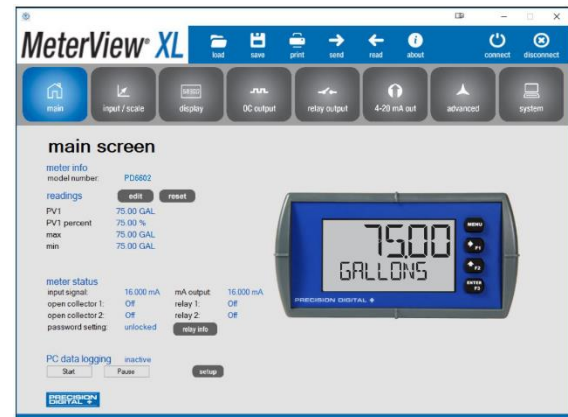 MeterView® XL
load save print send read about connect disconnect
main input / scale display DC output relay output 4-20 mA out advanced system
main screen
meter info
model number: PD6602
readings edit reset
PV1 75.00 GAL
PV1 percent 75.00 %
max 75.00 GAL
min 75.00 GAL
meter status
input signal: 16.000 mA mA output: 16.000 mA
open collector 1: Off relay 1: Off
open collector 2: Off relay 2: Off
password setting: unlocked relay info
PC data logging inactive
Start Pause setup
PRECISION
DIGITAL
75.00
GALLONS
PRECISION DIGITAL
MENU
F1
F2
ENTER
F3